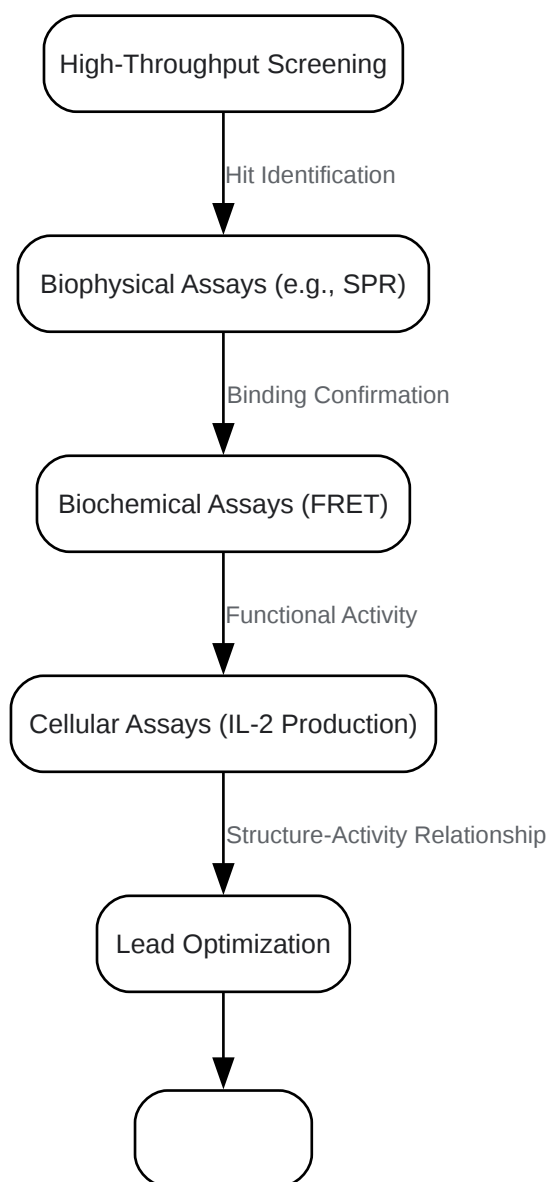 High-Throughput Screening
Hit Identification
Biophysical Assays (e.g., SPR)
Binding Confirmation
Biochemical Assays (FRET)
Functional Activity
Cellular Assays (IL-2 Production)
Structure-Activity Relationship
Lead Optimization